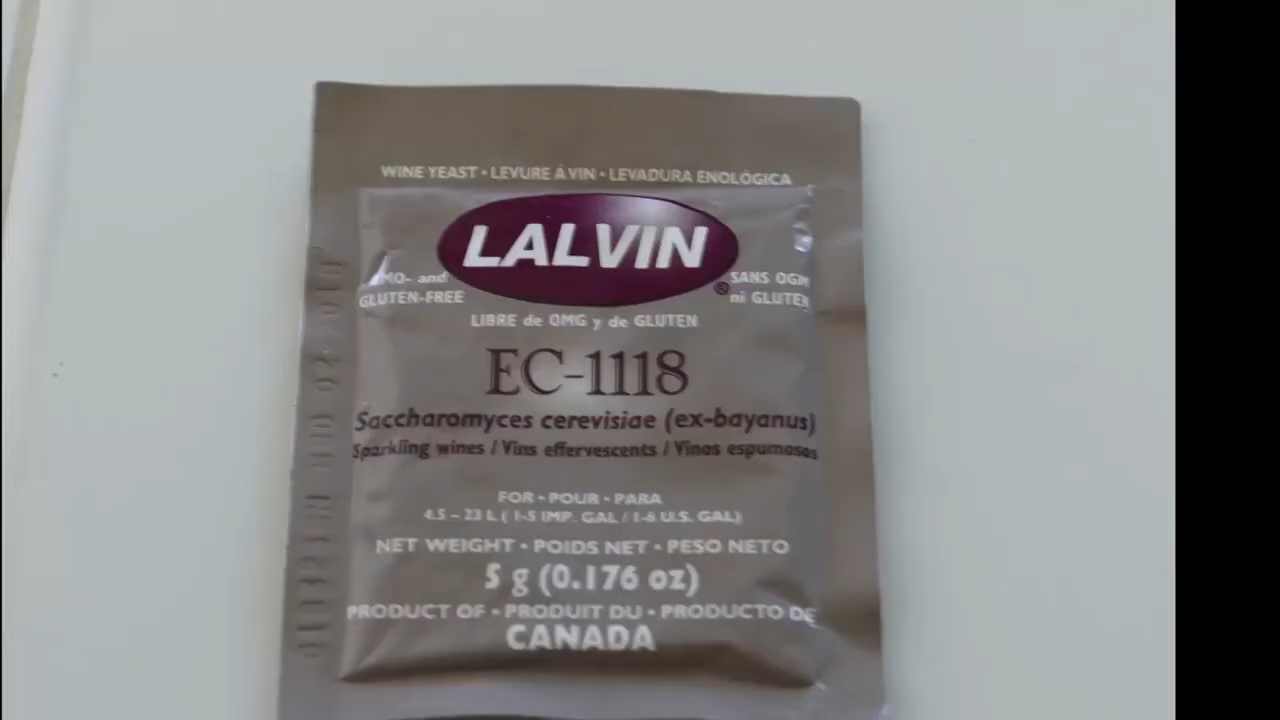 WINE YEAST • LEVURE À VIN • LEVADURA ENOLÓGICA
LALVIN®
GMO- and
GLUTEN-FREE
SANS OGM
ni GLUTEN
LIBRE de OMG y de GLUTEN
EC-1118
Saccharomyces cerevisiae (ex-bayanus)
Sparkling wines / Vins effervescents / Vinos espumosos
FOR • POUR • PARA
4.5 – 23 L ( 1-5 IMP. GAL / 1-6 U.S. GAL)
NET WEIGHT • POIDS NET • PESO NETO
5 g (0.176 oz)
PRODUCT OF • PRODUIT DU • PRODUCTO DE
CANADA